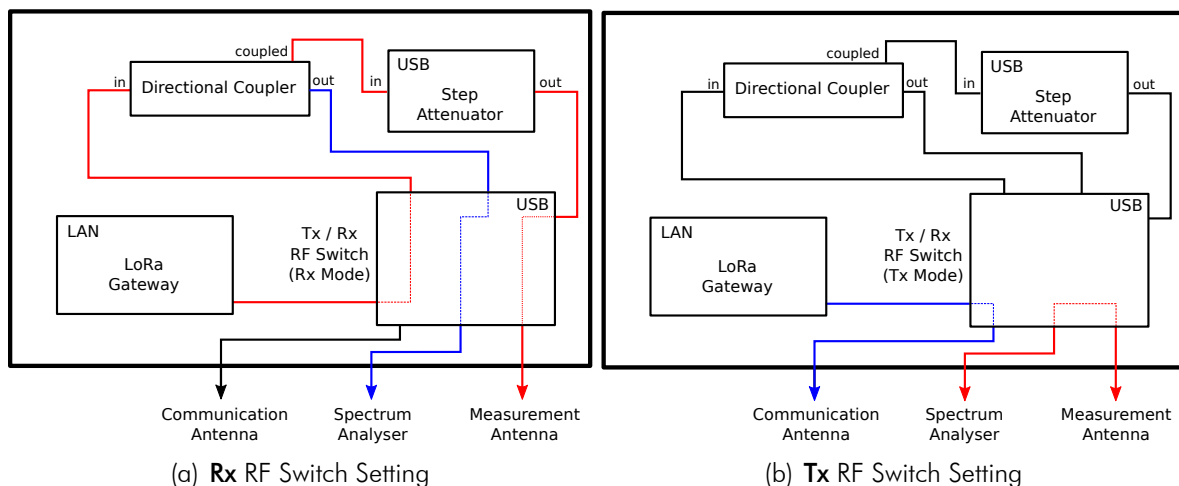 coupled
USB
in
Directional Coupler
out
in
Step
Attenuator
out
USB
LAN
LoRa
Gateway
Tx / Rx
RF Switch
(Rx Mode)
Communication
Antenna
Spectrum
Analyser
Measurement
Antenna
(a) Rx RF Switch Setting
coupled
USB
in
Directional Coupler
out
in
Step
Attenuator
out
USB
LAN
LoRa
Gateway
Tx / Rx
RF Switch
(Tx Mode)
Communication
Antenna
Spectrum
Analyser
Measurement
Antenna
(b) Tx RF Switch Setting